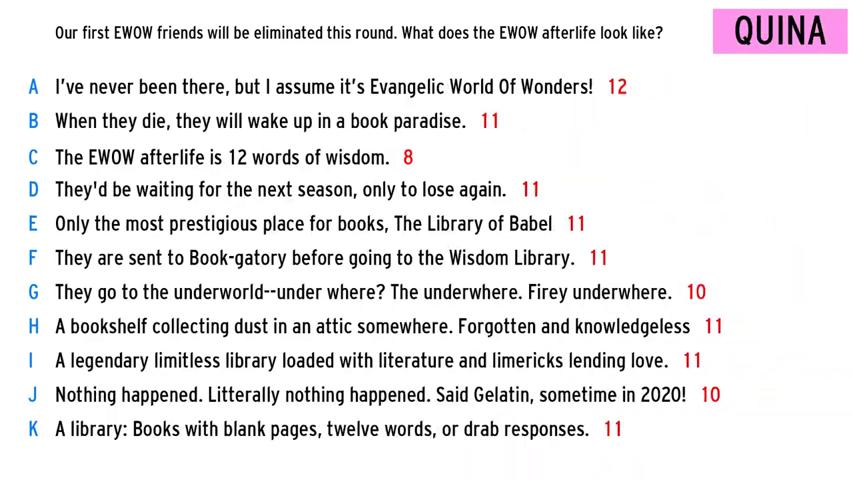 Our first EWOW friends will be eliminated this round. What does the EWOW afterlife look like?
QUINA
A I've never been there, but I assume it's Evangelic World Of Wonders! 12
B When they die, they will wake up in a book paradise. 11
C The EWOW afterlife is 12 words of wisdom. 8
D They'd be waiting for the next season, only to lose again. 11
E Only the most prestigious place for books, The Library of Babel 11
F They are sent to Book-gatory before going to the Wisdom Library. 11
G They go to the underworld--under where? The underwhere. Firey underwhere. 10
H A bookshelf collecting dust in an attic somewhere. Forgotten and knowledgeless 11
I A legendary limitless library loaded with literature and limericks lending love. 11
J Nothing happened. Litterally nothing happened. Said Gelatin, sometime in 2020! 10
K A library: Books with blank pages, twelve words, or drab responses. 11